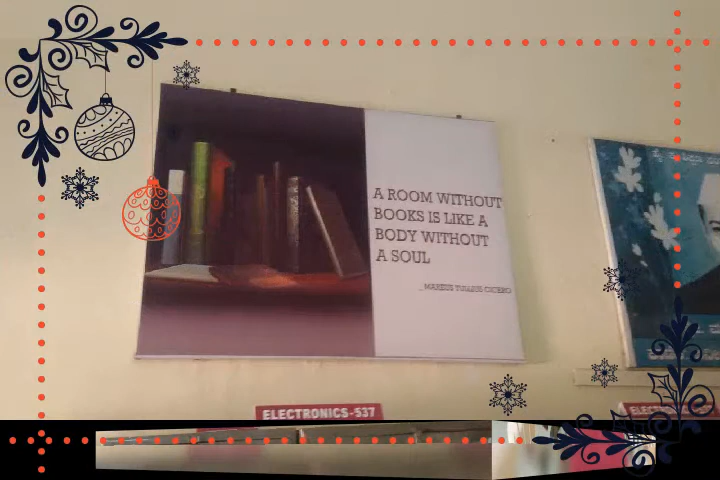 A ROOM WITHOUT
BOOKS IS LIKE A
BODY WITHOUT
A SOUL
_MARCUS TULLIUS CICERO
ELECTRONICS-537